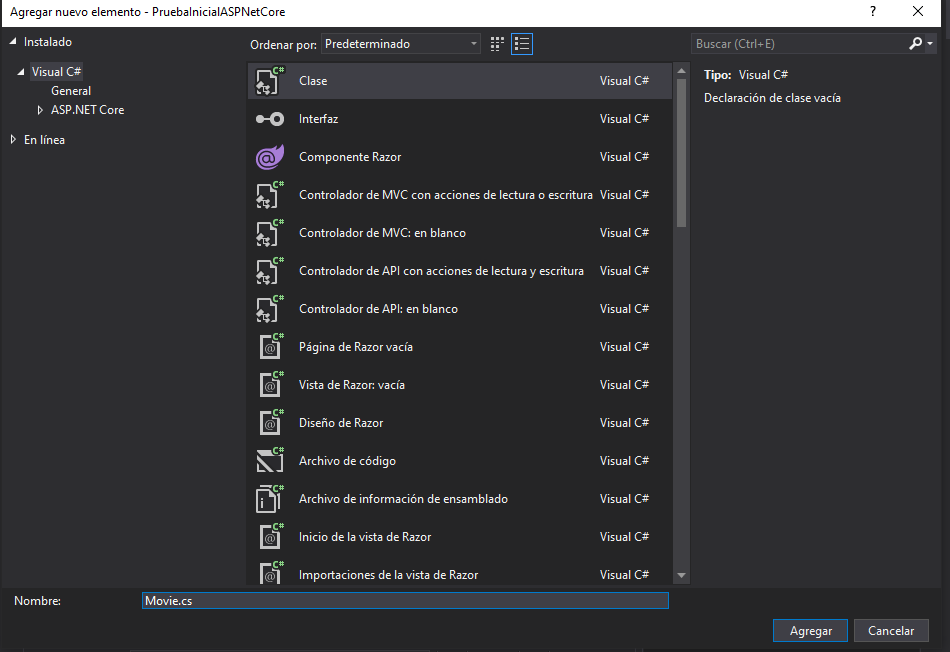 Agregar nuevo elemento - PruebaInicialASPNetCore
? 
Instalado
Visual C#
General
ASP.NET Core
En línea
Ordenar por: Predeterminado
Buscar (Ctrl+E)
Clase Visual C#
Interfaz Visual C#
Componente Razor Visual C#
Controlador de MVC con acciones de lectura o escritura Visual C#
Controlador de MVC: en blanco Visual C#
Controlador de API con acciones de lectura y escritura Visual C#
Controlador de API: en blanco Visual C#
Página de Razor vacía Visual C#
Vista de Razor: vacía Visual C#
Diseño de Razor Visual C#
Archivo de código Visual C#
Archivo de información de ensamblado Visual C#
Inicio de la vista de Razor Visual C#
Importaciones de la vista de Razor Visual C#
Tipo: Visual C#
Declaración de clase vacía
Nombre: Movie.cs
Agregar Cancelar